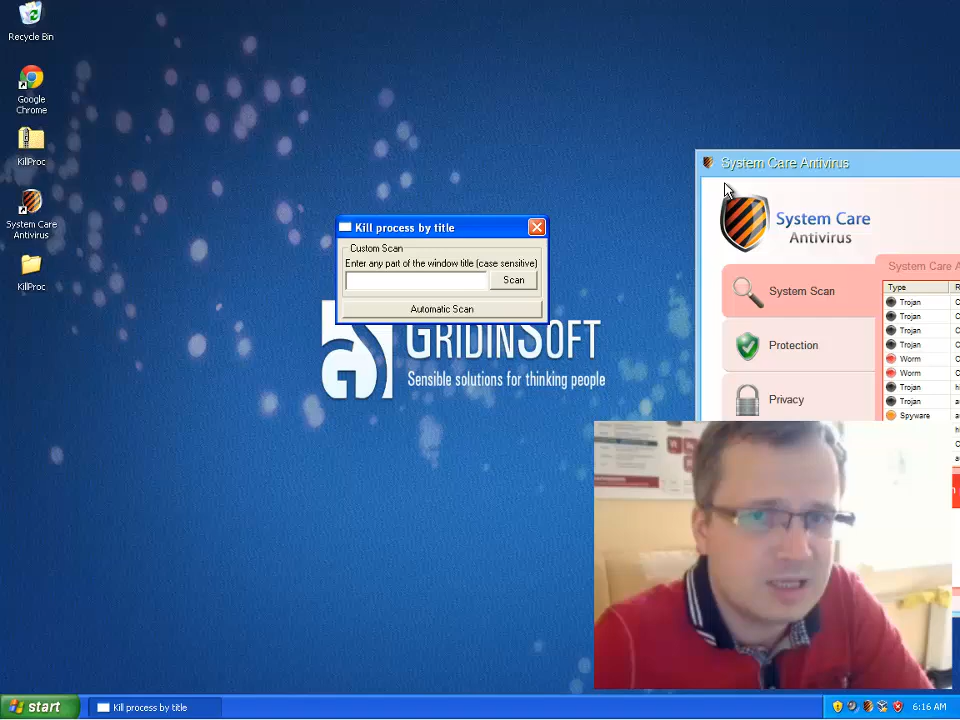 Recycle Bin
Google
Chrome
KillProc
System Care
Antivirus
KillProc
Kill process by title
Custom Scan
Enter any part of the window title (case sensitive)
Scan
Automatic Scan
GRIDINSOFT
Sensible solutions for thinking people
System Care Antivirus
System Care
Antivirus
System Scan
Protection
Privacy
System Care A
Type
Trojan
Trojan
Trojan
Trojan
Worm
Worm
Trojan
Trojan
Spyware
start
Kill process by title
6:16 AM